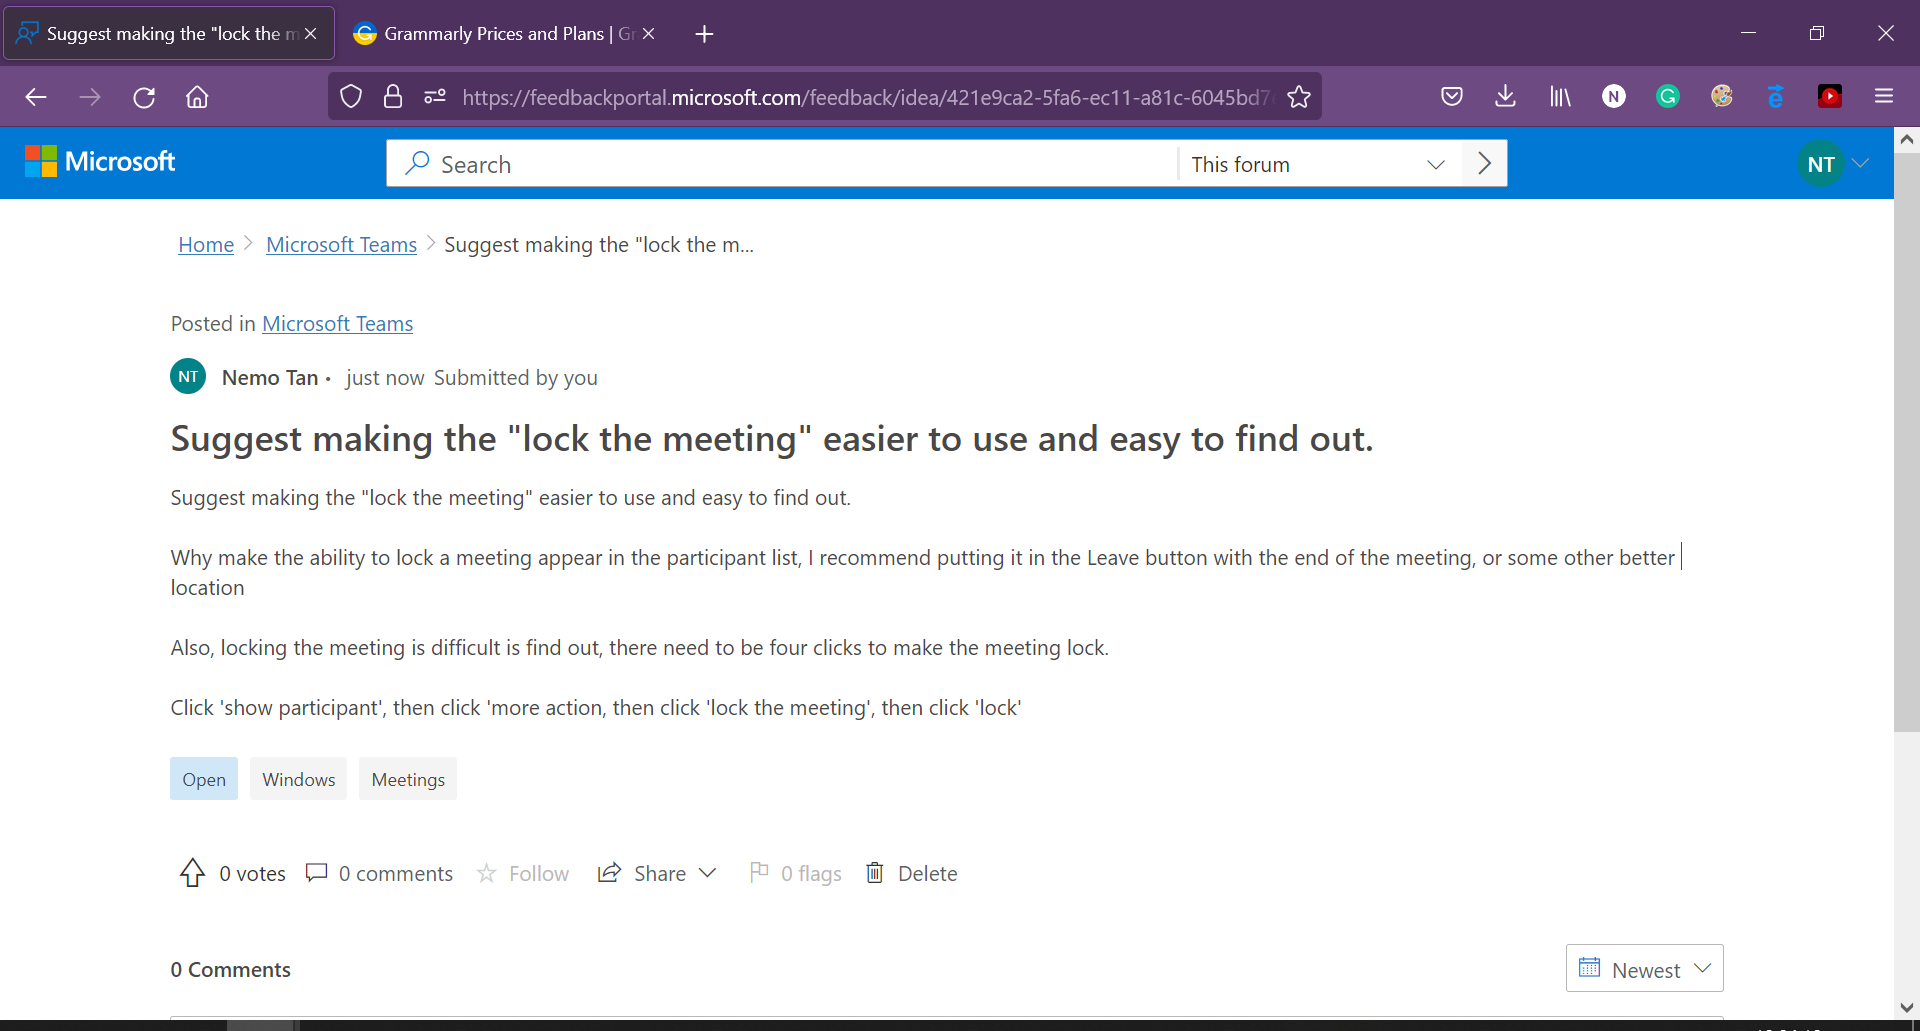 Suggest making the "lock the m
Grammarly Prices and Plans | Gr
https://feedbackportal.microsoft.com/feedback/idea/421e9ca2-5fa6-ec11-a81c-6045bd7
N
Microsoft
Search
This forum
NT
Home
Microsoft Teams
Suggest making the "lock the m...
Posted in Microsoft Teams
NT
Nemo Tan • just now Submitted by you
Suggest making the "lock the meeting" easier to use and easy to find out.
Suggest making the "lock the meeting" easier to use and easy to find out.
Why make the ability to lock a meeting appear in the participant list, I recommend putting it in the Leave button with the end of the meeting, or some other better
location
Also, locking the meeting is difficult is find out, there need to be four clicks to make the meeting lock.
Click 'show participant', then click 'more action, then click 'lock the meeting', then click 'lock'
Open
Windows
Meetings
0 votes
0 comments
Follow
Share
0 flags
Delete
0 Comments
Newest